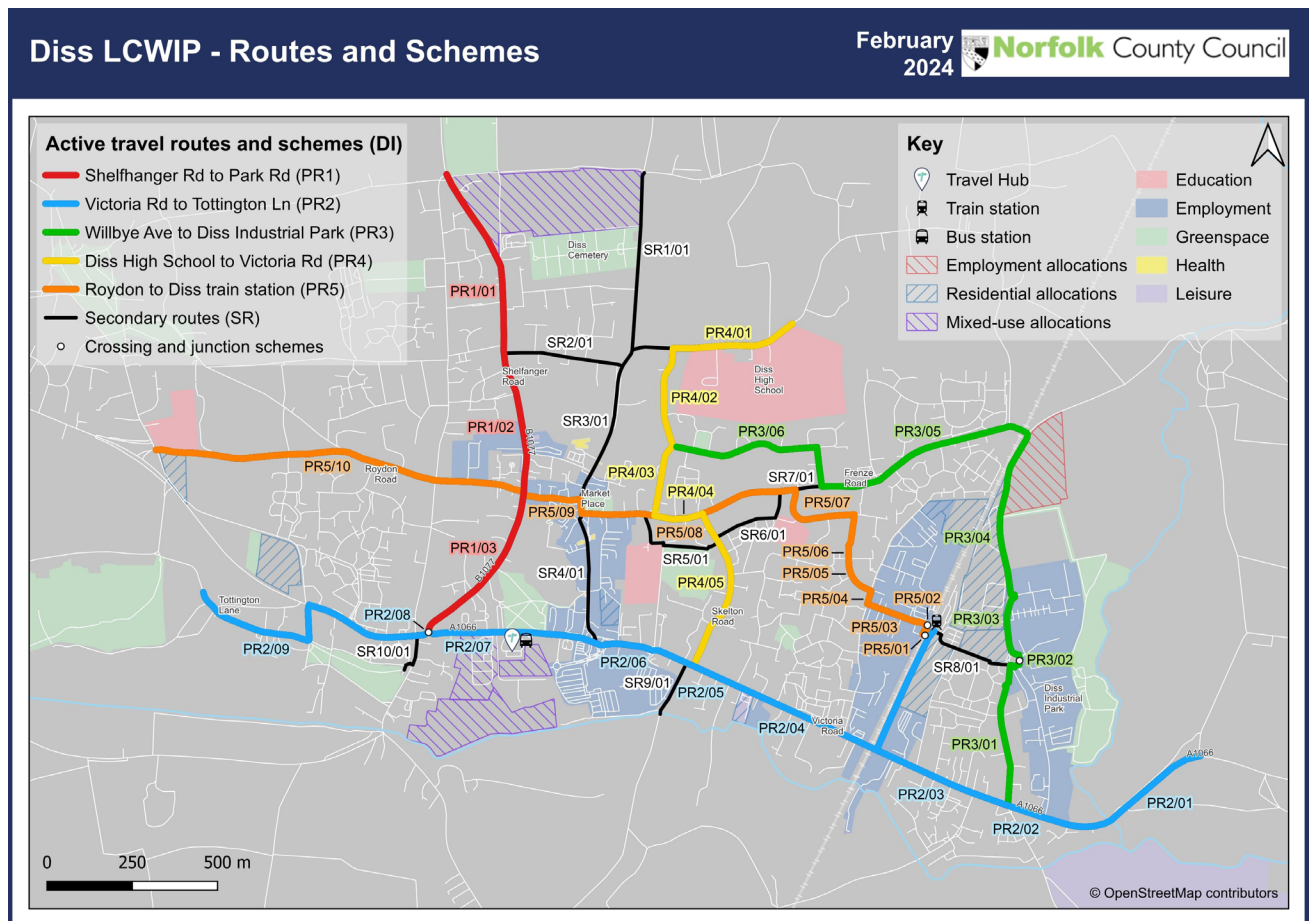 Diss LCWIP - Routes and Schemes
February
2024
Norfolk County Council
Active travel routes and schemes (DI)
Shelfhanger Rd to Park Rd (PR1)
Victoria Rd to Tottington Ln (PR2)
Willbye Ave to Diss Industrial Park (PR3)
Diss High School to Victoria Rd (PR4)
Roydon to Diss train station (PR5)
Secondary routes (SR)
Crossing and junction schemes
Key
Travel Hub
Train station
Bus station
Employment allocations
Residential allocations
Mixed-use allocations
Education
Employment
Greenspace
Health
Leisure
Diss
Cemetery
SR1/01
PR1/01
PR4/01
SR2/01
Shelfanger
Road
Diss
High
School
PR4/02
SR3/01
PR1/02
B1077
PR3/06
PR3/05
PR5/10
Roydon
Road
PR4/03
SR7/01
Frenze
Road
Market
Place
PR4/04
PR5/07
PR5/09
PR5/08
SR6/01
PR3/04
PR1/03
B1077
SR5/01
PR5/06
PR5/05
SR4/01
PR4/05
PR5/04
PR5/02
Tottington
Lane
PR2/08
A1066
Skelton
Road
PR5/03
PR3/03
PR2/09
SR10/01
PR2/07
PR2/06
PR5/01
SR8/01
PR3/02
SR9/01
PR2/05
Diss
Industrial
Park
PR2/04
Victoria
Road
PR3/01
A1066
PR2/03
A1066
PR2/01
PR2/02
0 250 500 m
© OpenStreetMap contributors